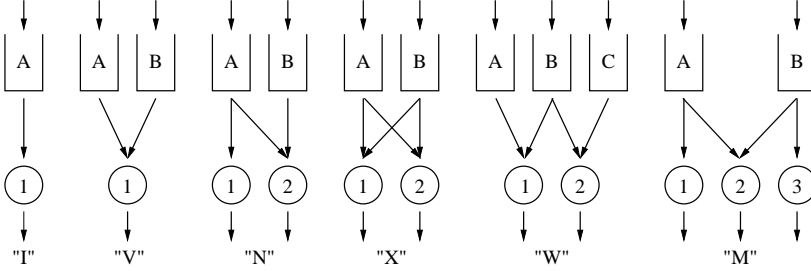 A A B A B A B A B C A B
1 1 1 2 1 2 1 2 1 2 3
"I" "V" "N" "X" "W" "M"